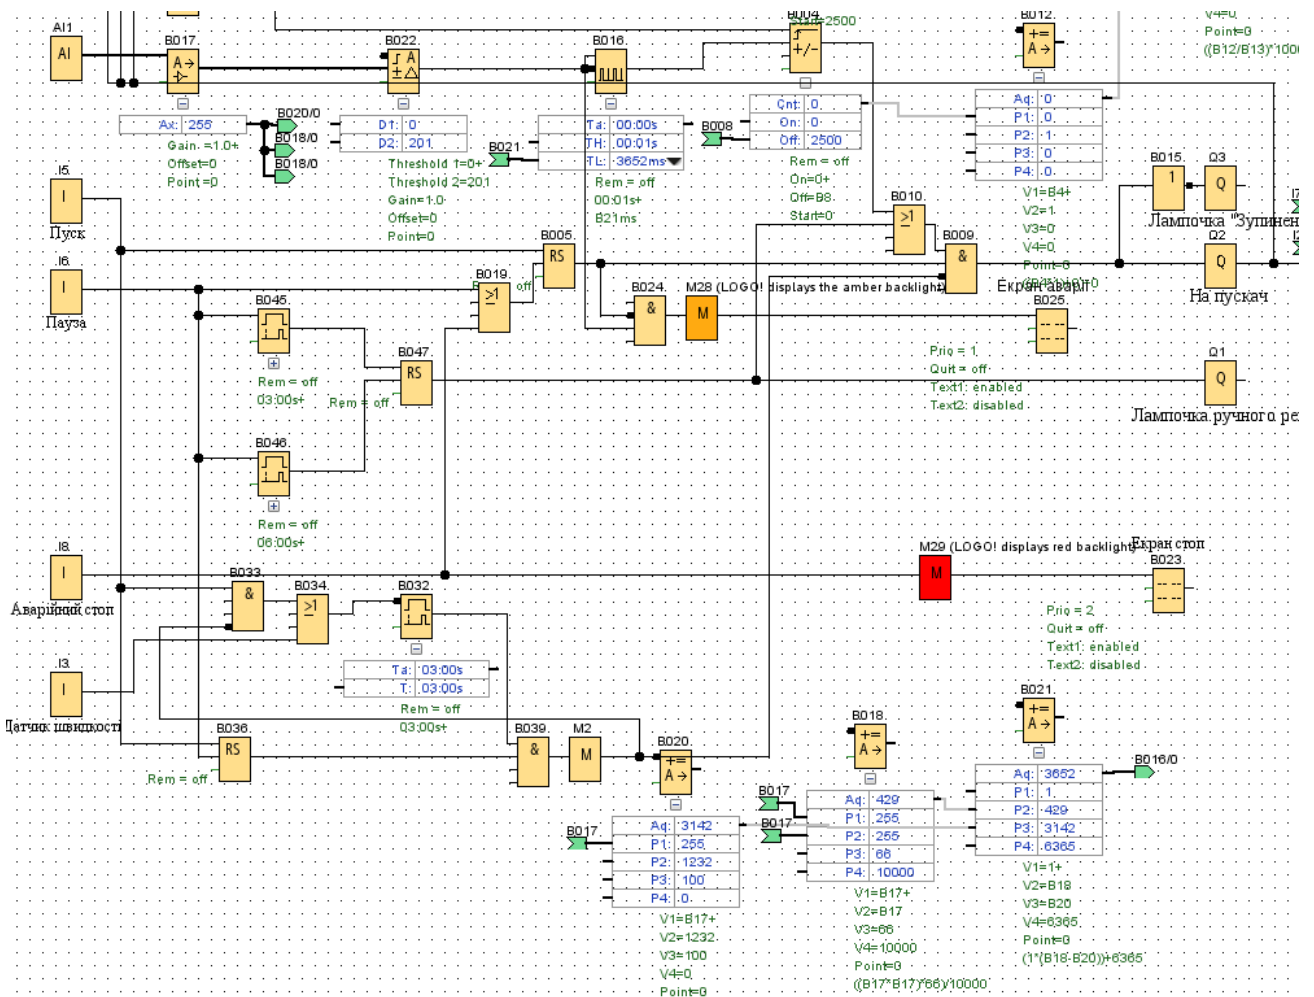 AI1
AI
B017
A→
B022
B016
B004
Start=2500
+/-
B012
+=
A→
V4=0
Point=0
Ax: 255
B020/0
B018/0
B018/0
Gain =1.0+
Offset=0
Point =0
D1: 0
D2: 201
Threshold 1=0+
Threshold 2=201
Gain=1.0
Offset=0
Point=0
B021
Ta: 00:00s
TH: 00:01s
TL: 3652ms
Rem = off
00:01s+
B21ms
B008
Cnt: 0
On: 0
Off: 2500
Rem = off
On=0+
Off=B8
Start=0
Aq: 0
P1: 0
P2: 1
P3: 0
P4: 0
V1=B4+
V2=1
V3=0
V4=0
Point=0
I5
I
Пуск
B005
RS
B010
≥1
B009
&
B015
1
Q3
Q
Лампочка "Зупинен
I6
I
Пауза
B019
≥1
off
B024
&
M28 (LOGO! displays the amber backlight)
M
Екран аварії
B025
Q2
Q
На пускач
B045
Rem = off
03:00s+
B047
RS
Rem = off
Prio = 1
Quit = off
Text1: enabled
Text2: disabled
Q1
Q
Лампочка ручного ре
B046
Rem = off
06:00s+
I8
I
Аварійний стоп
M29 (LOGO! displays red backlight)
M
Екран стоп
B023
Prio = 2
Quit = off
Text1: enabled
Text2: disabled
B033
&
B034
≥1
B032
Ta: 03:00s
T: 03:00s
Rem = off
03:00s+
I3
I
Датчик швидкості
B036
RS
Rem = off
B039
&
M2
M
B020
+=
A→
B017
Aq: 3142
P1: 255
P2: 1232
P3: 100
P4: 0
V1=B17+
V2=1232
V3=100
V4=0
Point=0
B018
+=
A→
B017
B017
Aq: 429
P1: 255
P2: 255
P3: 66
P4: 10000
V1=B17+
V2=B17
V3=66
V4=10000
Point=0
((B17*B17)*66)/10000
B021
+=
A→
B016/0
Aq: 3652
P1: 1
P2: 429
P3: 3142
P4: 6365
V1=1+
V2=B18
V3=B20
V4=6365
Point=0
(1*(B18-B20))+6365